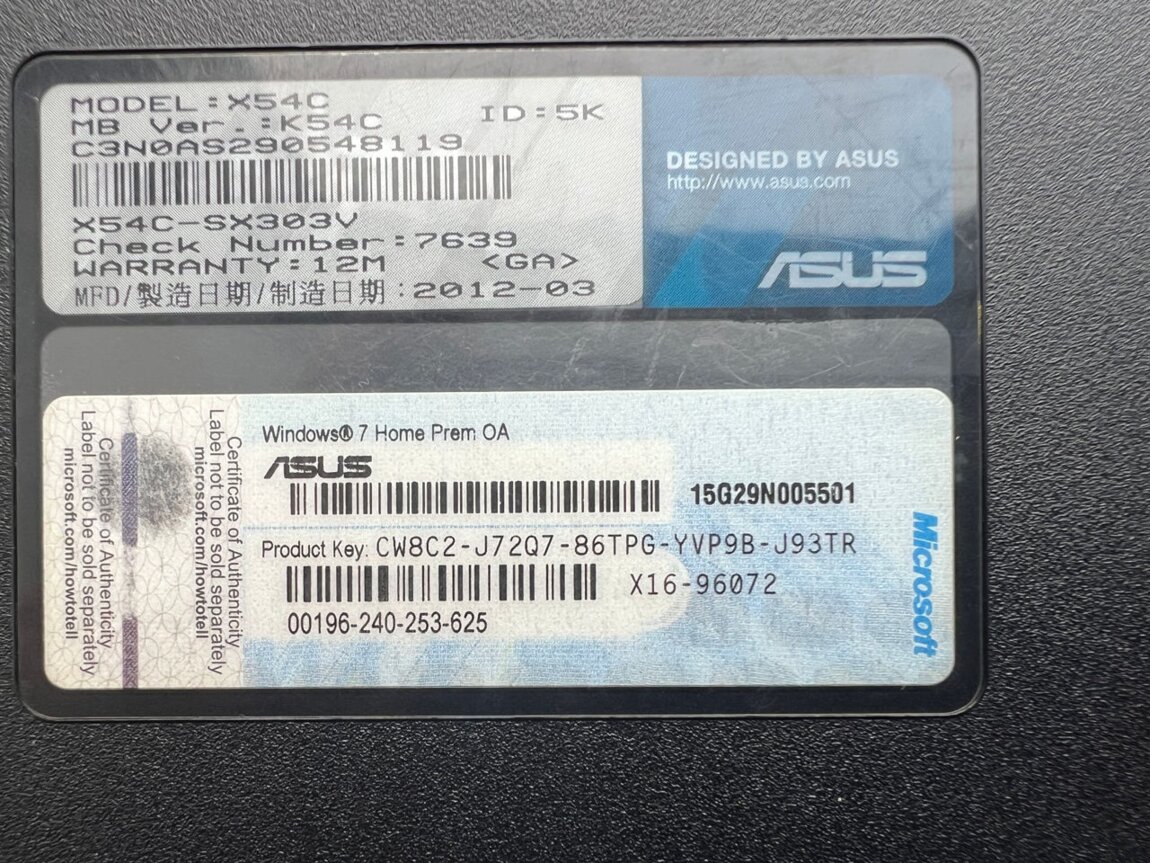 MODEL:X54C
MB Ver.:K54C
ID:5K
C3N0AS290548119
X54C-SX303V
Check Number:7639
WARRANTY:12M <GA>
MFD/製造日期/制造日期:2012-03
DESIGNED BY ASUS
http://www.asus.com
ASUS
Certificate of Authenticity
Label not to be sold separately
microsoft.com/howtotell
Certificate of Authenticity
Label not to be sold separately
microsoft.com/howtotell
Windows® 7 Home Prem OA
ASUS
15G29N005501
Product Key: CW8C2-J72Q7-86TPG-YVP9B-J93TR
X16-96072
00196-240-253-625
Microsoft